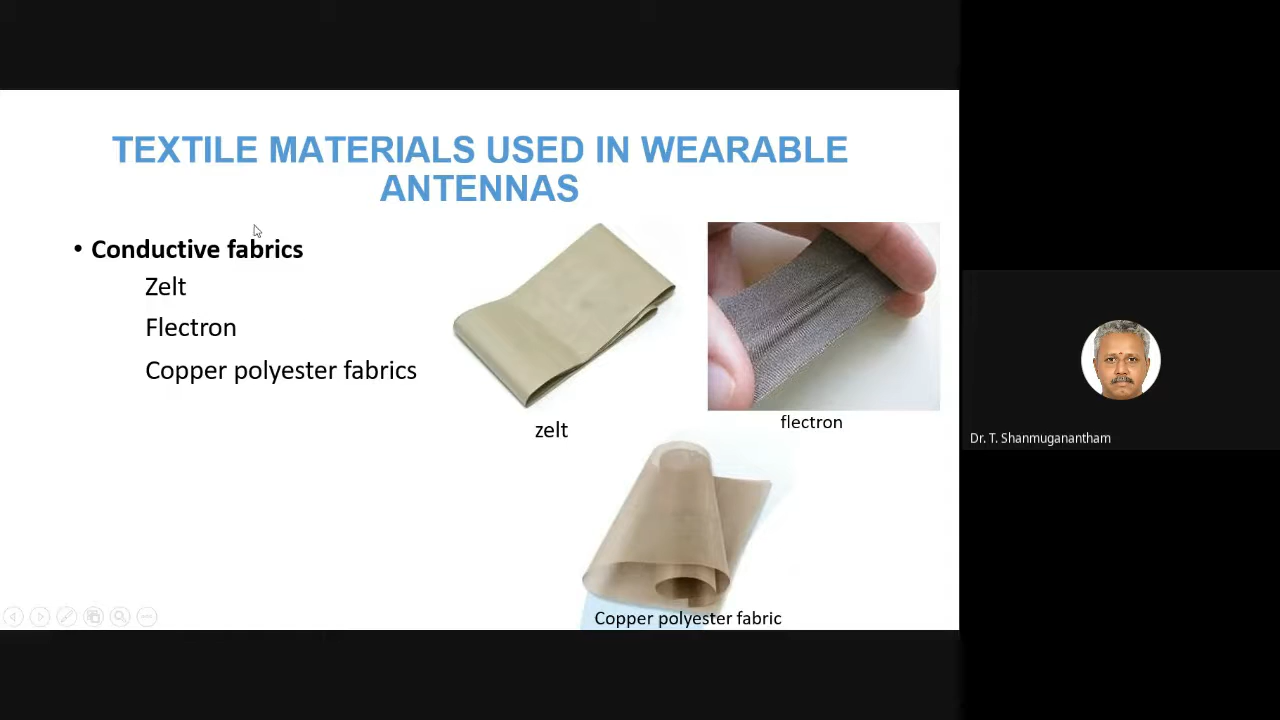 TEXTILE MATERIALS USED IN WEARABLE
ANTENNAS
• Conductive fabrics
Zelt
Flectron
Copper polyester fabrics
zelt
flectron
Copper polyester fabric
Dr. T. Shanmuganantham